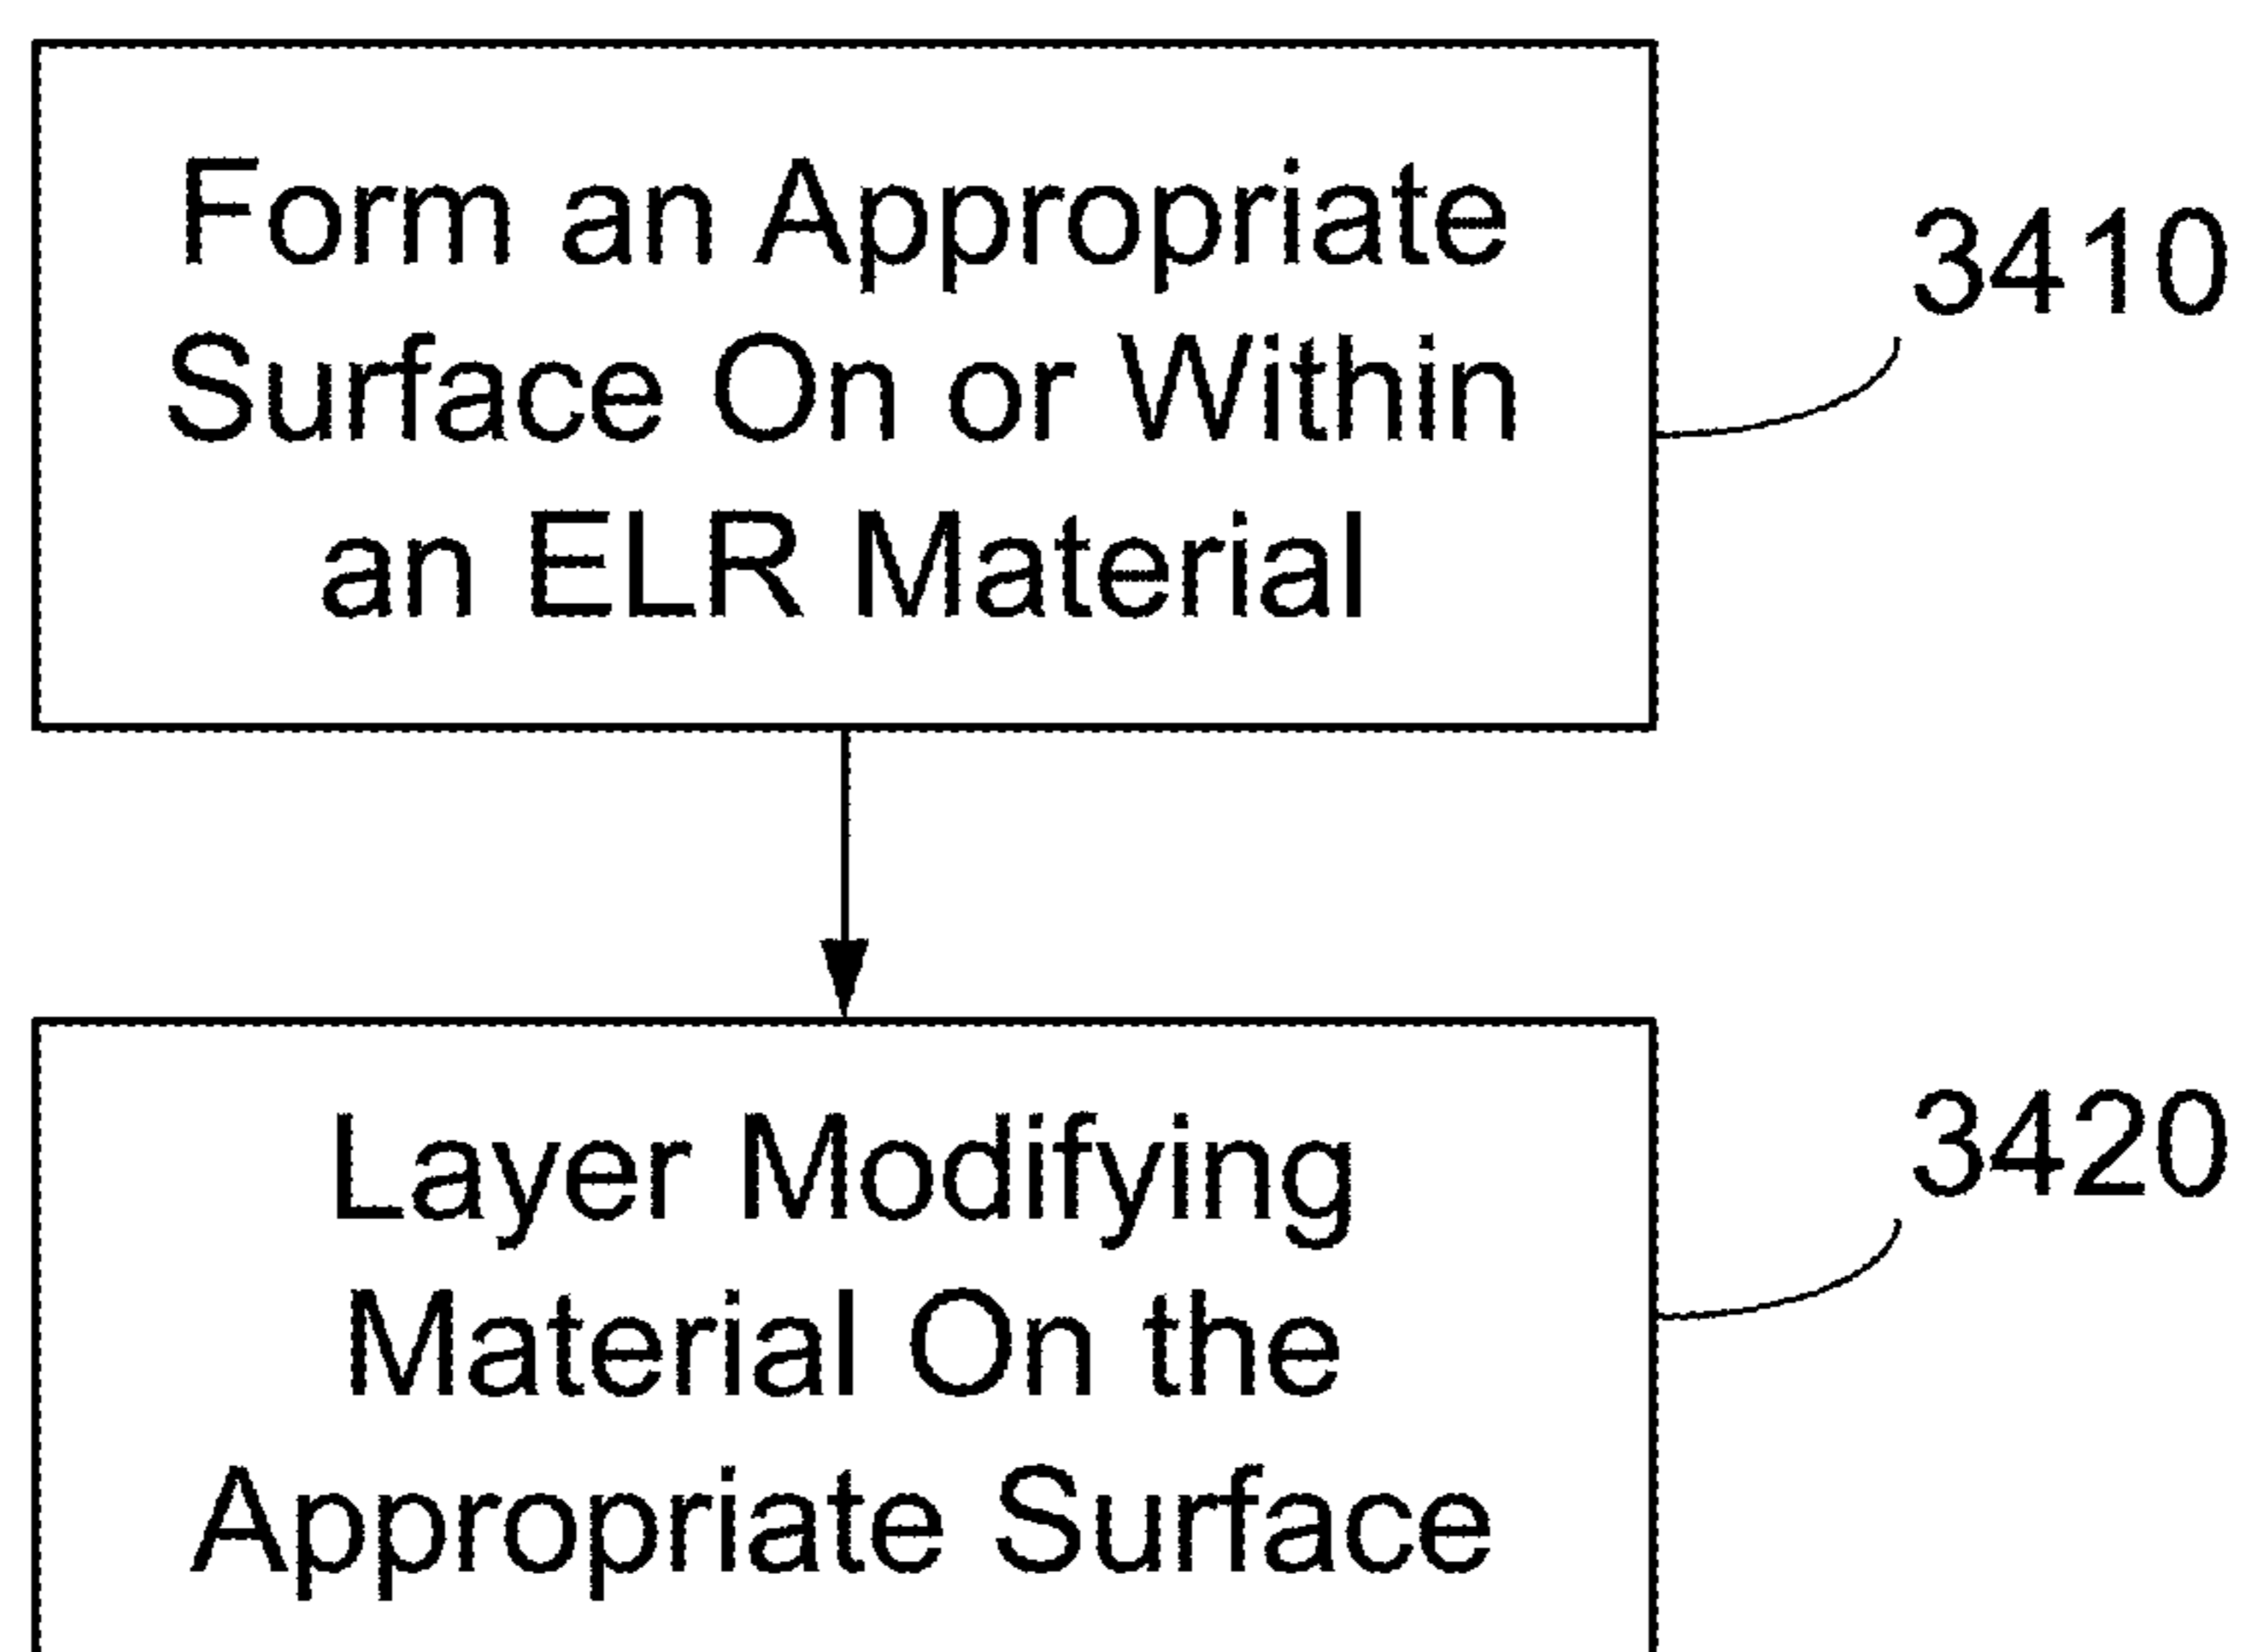 Form an Appropriate
Surface On or Within
an ELR Material
3410
Layer Modifying
Material On the
Appropriate Surface
3420